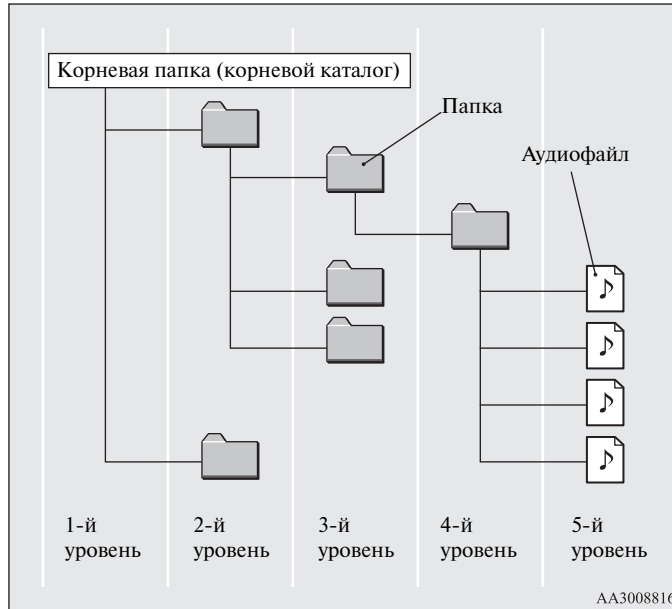 Корневая папка (корневой каталог)
Папка
Аудиофайл
1-й
уровень
2-й
уровень
3-й
уровень
4-й
уровень
5-й
уровень
AA3008816